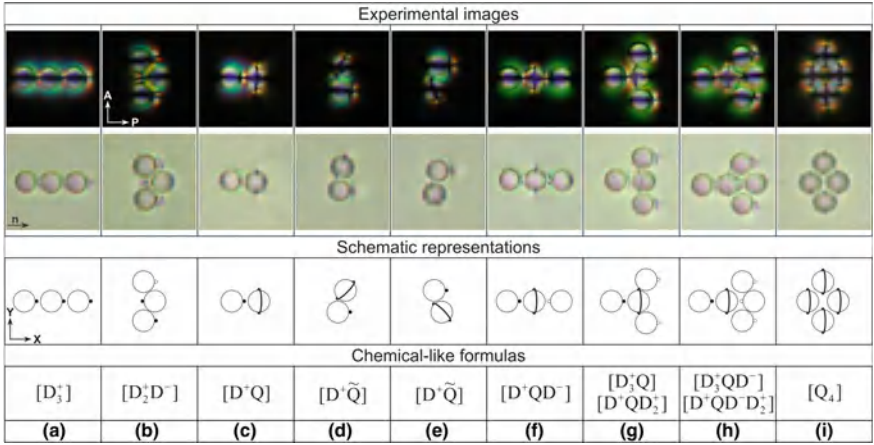 Experimental images
A
P
n
Schematic representations
Y
X
Chemical-like formulas
[D₃⁺] [D₂⁺D⁻] [D⁺Q] [D⁺Q̃] [D⁺Q̃] [D⁺QD⁻] [D₃⁺Q] [D₃⁺QD⁻] [Q₄]
[D⁺QD₂⁺] [D⁺QD⁻D₂⁺]
(a) (b) (c) (d) (e) (f) (g) (h) (i)